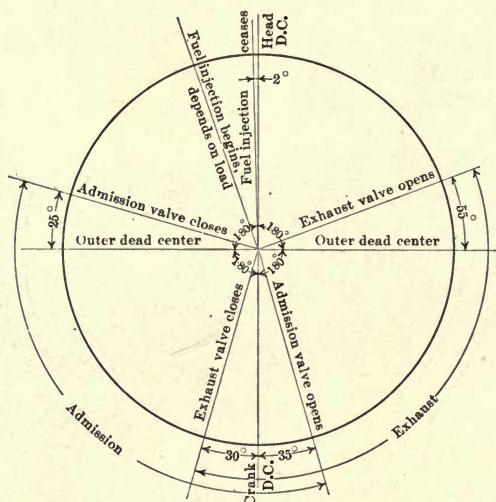 Fuel injection begins,
depends on load
Fuel injection
ceases
Head
D.C.
2°
Admission valve closes
Exhaust valve opens
25°
55°
180°
180°
Outer dead center
Outer dead center
180°
180°
Exhaust valve closes
Admission valve opens
Admission
Exhaust
30°
35°
Crank
D.C.